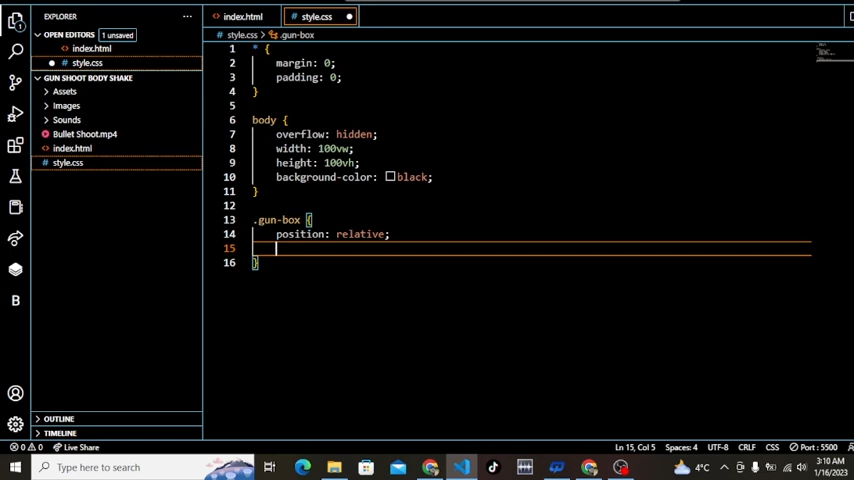 EXPLORER
index.html
# style.css
OPEN EDITORS 1 unsaved
<> index.html
# style.css
GUN SHOOT BODY SHAKE
Assets
Images
Sounds
Bullet Shoot.mp4
<> index.html
# style.css
# style.css > .gun-box
1 * {
2 margin: 0;
3 padding: 0;
4 }
5
6 body {
7 overflow: hidden;
8 width: 100vw;
9 height: 100vh;
10 background-color: black;
11 }
12
13 .gun-box {
14 position: relative;
15
16 }
OUTLINE
TIMELINE
0 0 Live Share
Ln 15, Col 5 Spaces: 4 UTF-8 CRLF CSS Port : 5500
Type here to search
4°C
3:10 AM
1/16/2023